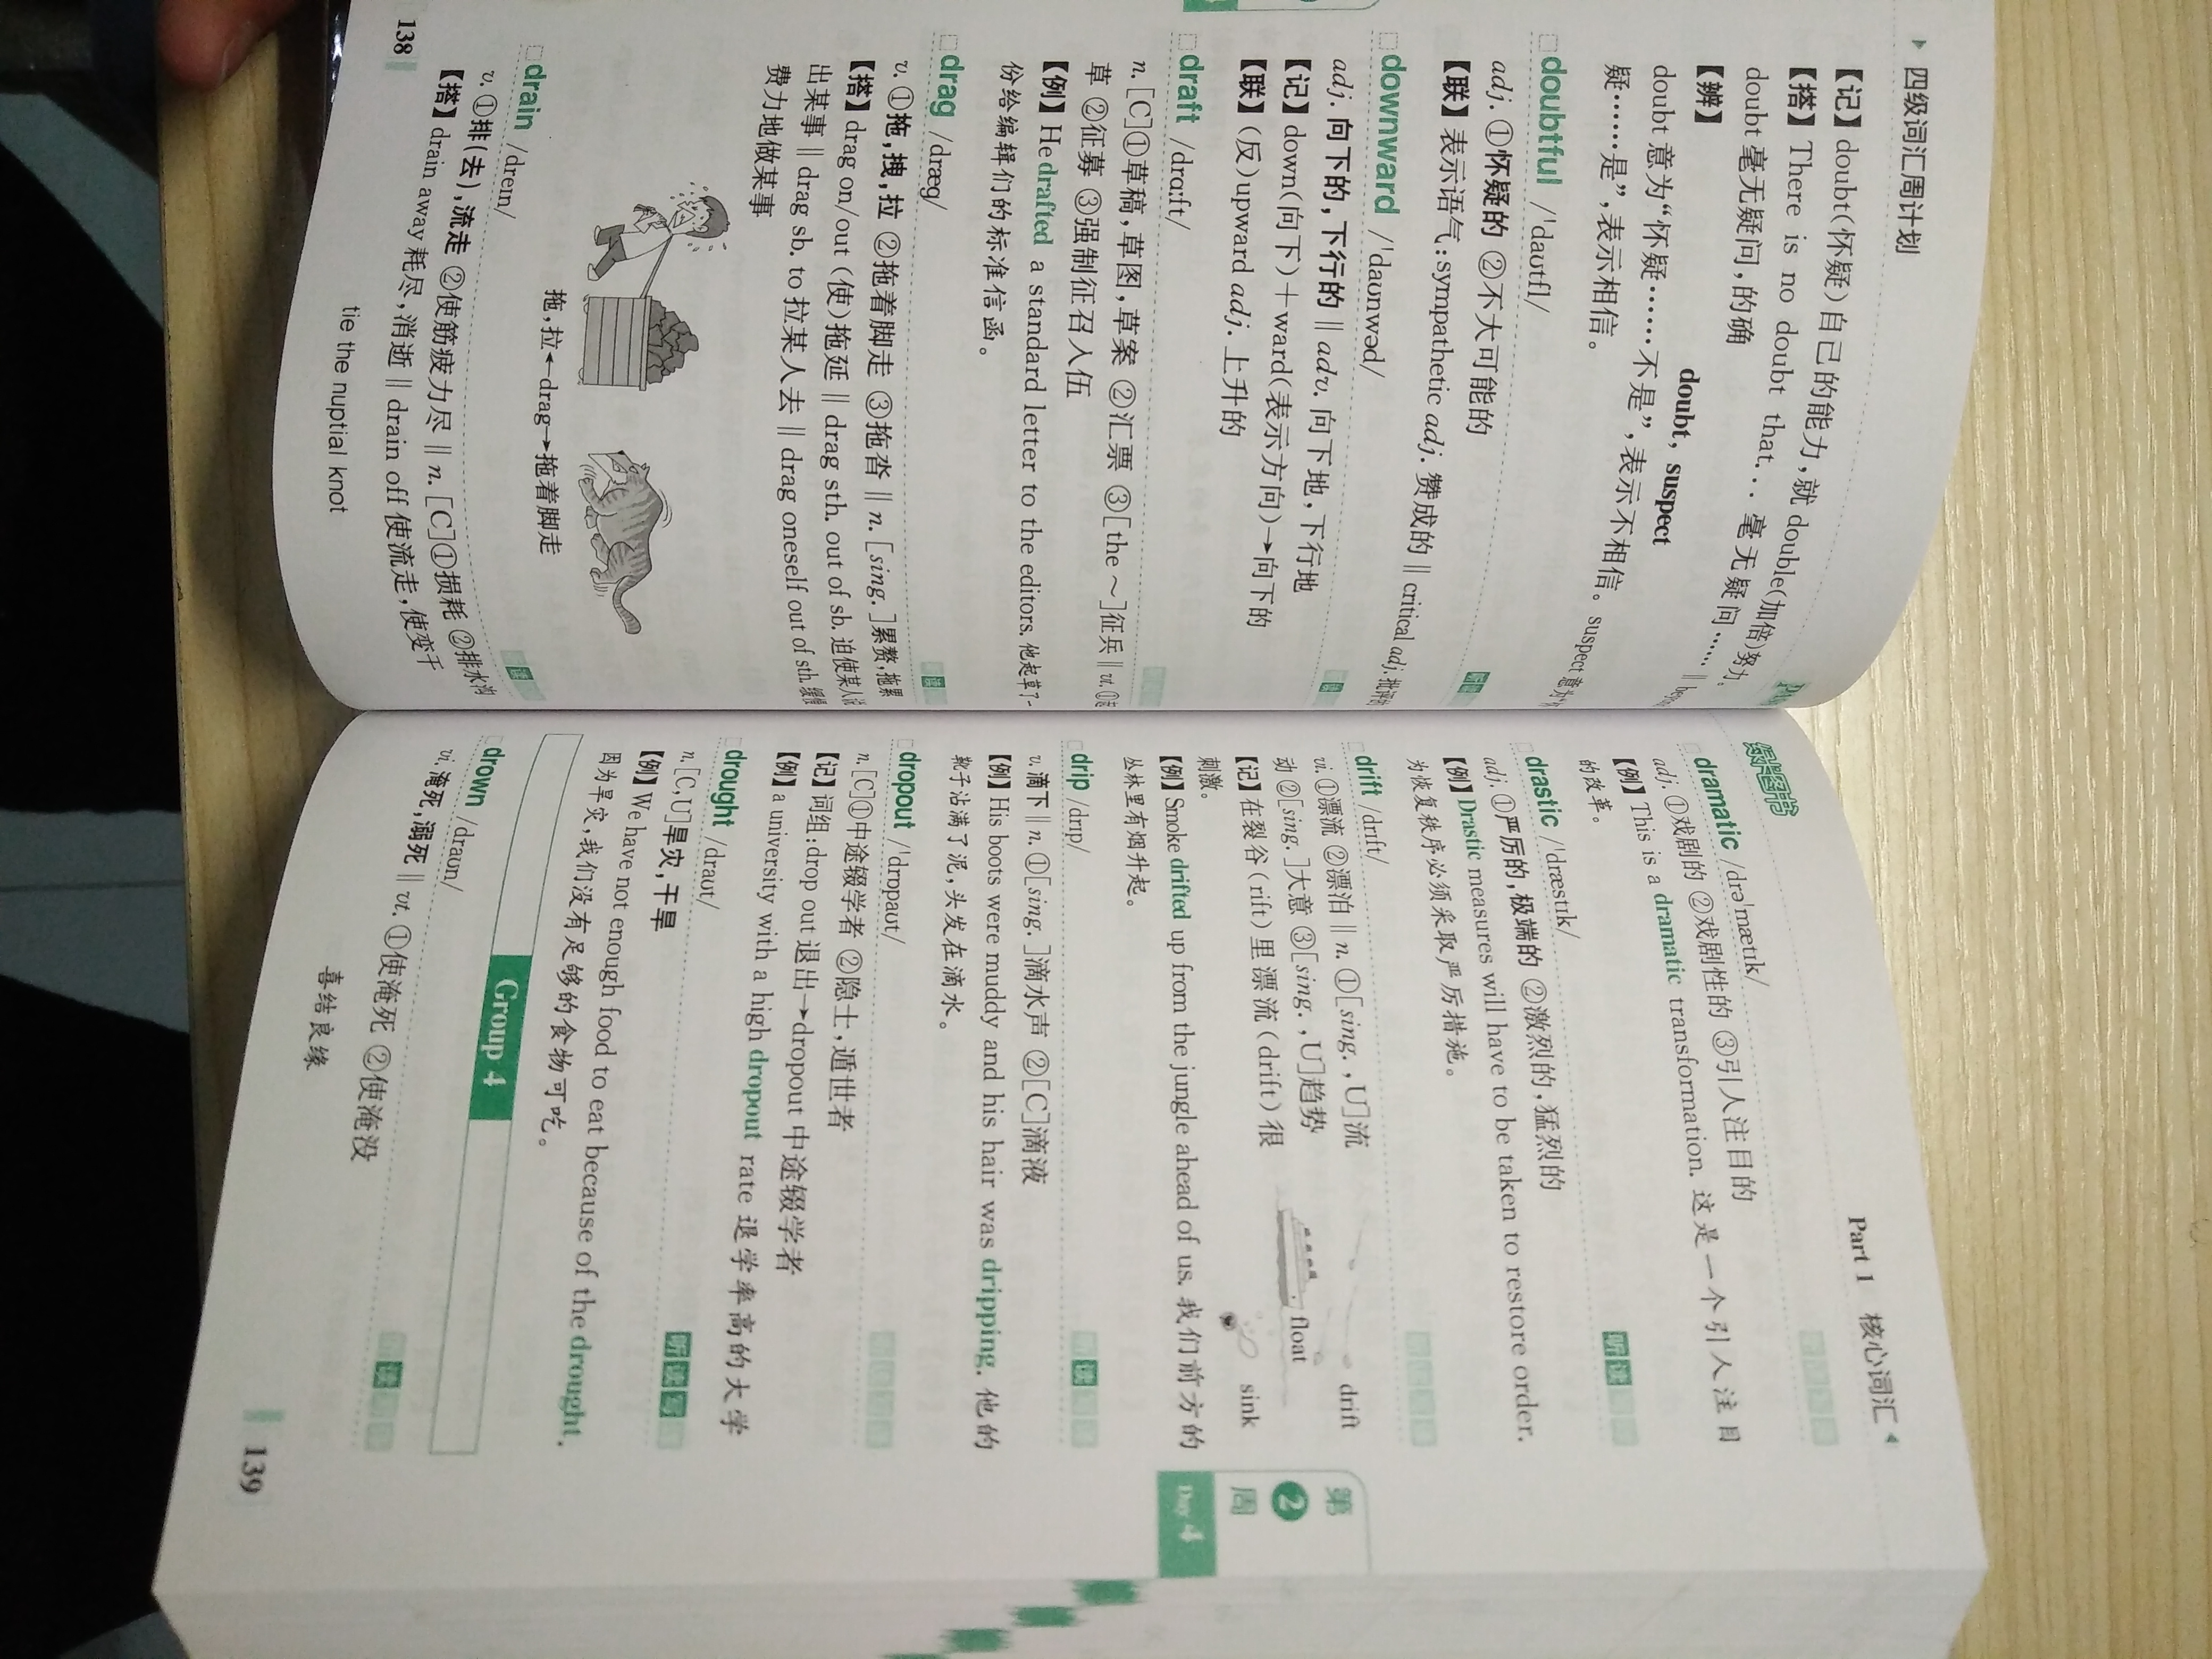 四级词汇周计划
【记】doubt(怀疑)自己的能力,就double(加倍)努力。
【搭】There is no doubt that... 毫无疑问…… ‖
doubt 毫无疑问,的确
【辨】
doubt, suspect
doubt 意为“怀疑……不是”,表示不相信。suspect 意为
疑……是”,表示相信。
doubtful /ˈdaʊtfl/
adj. ①怀疑的 ②不大可能的
【联】表示语气:sympathetic adj. 赞成的 ‖ critical adj. 批评的
downward /ˈdaʊnwəd/
adj. 向下的,下行的 ‖ adv. 向下地,下行地
【记】down(向下)+ward(表示方向)→向下的
【联】(反)upward adj. 上升的
draft /drɑːft/
n. [C]①草稿,草图,草案 ②汇票 ③[the ~]征兵 ‖ vt. ①起
草 ②征募 ③强制征召入伍
【例】He drafted a standard letter to the editors. 他起草了一
份给编辑们的标准信函。
drag /dræg/
v. ①拖,拽,拉 ②拖着脚走 ③拖沓 ‖ n. [sing.]累赘,拖累
【搭】drag on/out (使)拖延 ‖ drag sth. out of sb. 迫使某人说
出某事 ‖ drag sb. to 拉某人去 ‖ drag oneself out of sth. 缓慢
费力地做某事
拖,拉←drag→拖着脚走
drain /dreɪn/
读
v. ①排(去),流走 ②使筋疲力尽 ‖ n. [C]①损耗 ②排水沟
【搭】drain away 耗尽,消逝 ‖ drain off 使流走,使变干
tie the nuptial knot
138
Part 1 核心词汇
绿卡图书
dramatic /drəˈmætɪk/
adj. ①戏剧的 ②戏剧性的 ③引人注目的
【例】This is a dramatic transformation. 这是一个引人注目
的改革。
drastic /ˈdræstɪk/
听 读
adj. ①严厉的,极端的 ②激烈的,猛烈的
【例】Drastic measures will have to be taken to restore order.
为恢复秩序必须采取严厉措施。
drift /drɪft/
vi. ①漂流 ②漂泊 ‖ n. ①[sing.,U]流
动 ②[sing.]大意 ③[sing.,U]趋势
【记】在裂谷(rift)里漂流(drift)很
刺激。
drift
float
sink
【例】Smoke drifted up from the jungle ahead of us. 我们前方的
丛林里有烟升起。
drip /drɪp/
读
v. 滴下 ‖ n. ①[sing.]滴水声 ②[C]滴液
【例】His boots were muddy and his hair was dripping. 他的
靴子沾满了泥,头发在滴水。
dropout /ˈdrɒpaʊt/
n. [C]①中途辍学者 ②隐士,遁世者
【记】词组:drop out 退出→dropout 中途辍学者
【例】a university with a high dropout rate 退学率高的大学
drought /draʊt/
听 读 写
n. [C,U]旱灾,干旱
【例】We have not enough food to eat because of the drought.
因为旱灾,我们没有足够的食物可吃。
Group 4
drown /draʊn/
读
vi. 淹死,溺死 ‖ vt. ①使淹死 ②使淹没
喜结良缘
139
第
2
周
Day 4